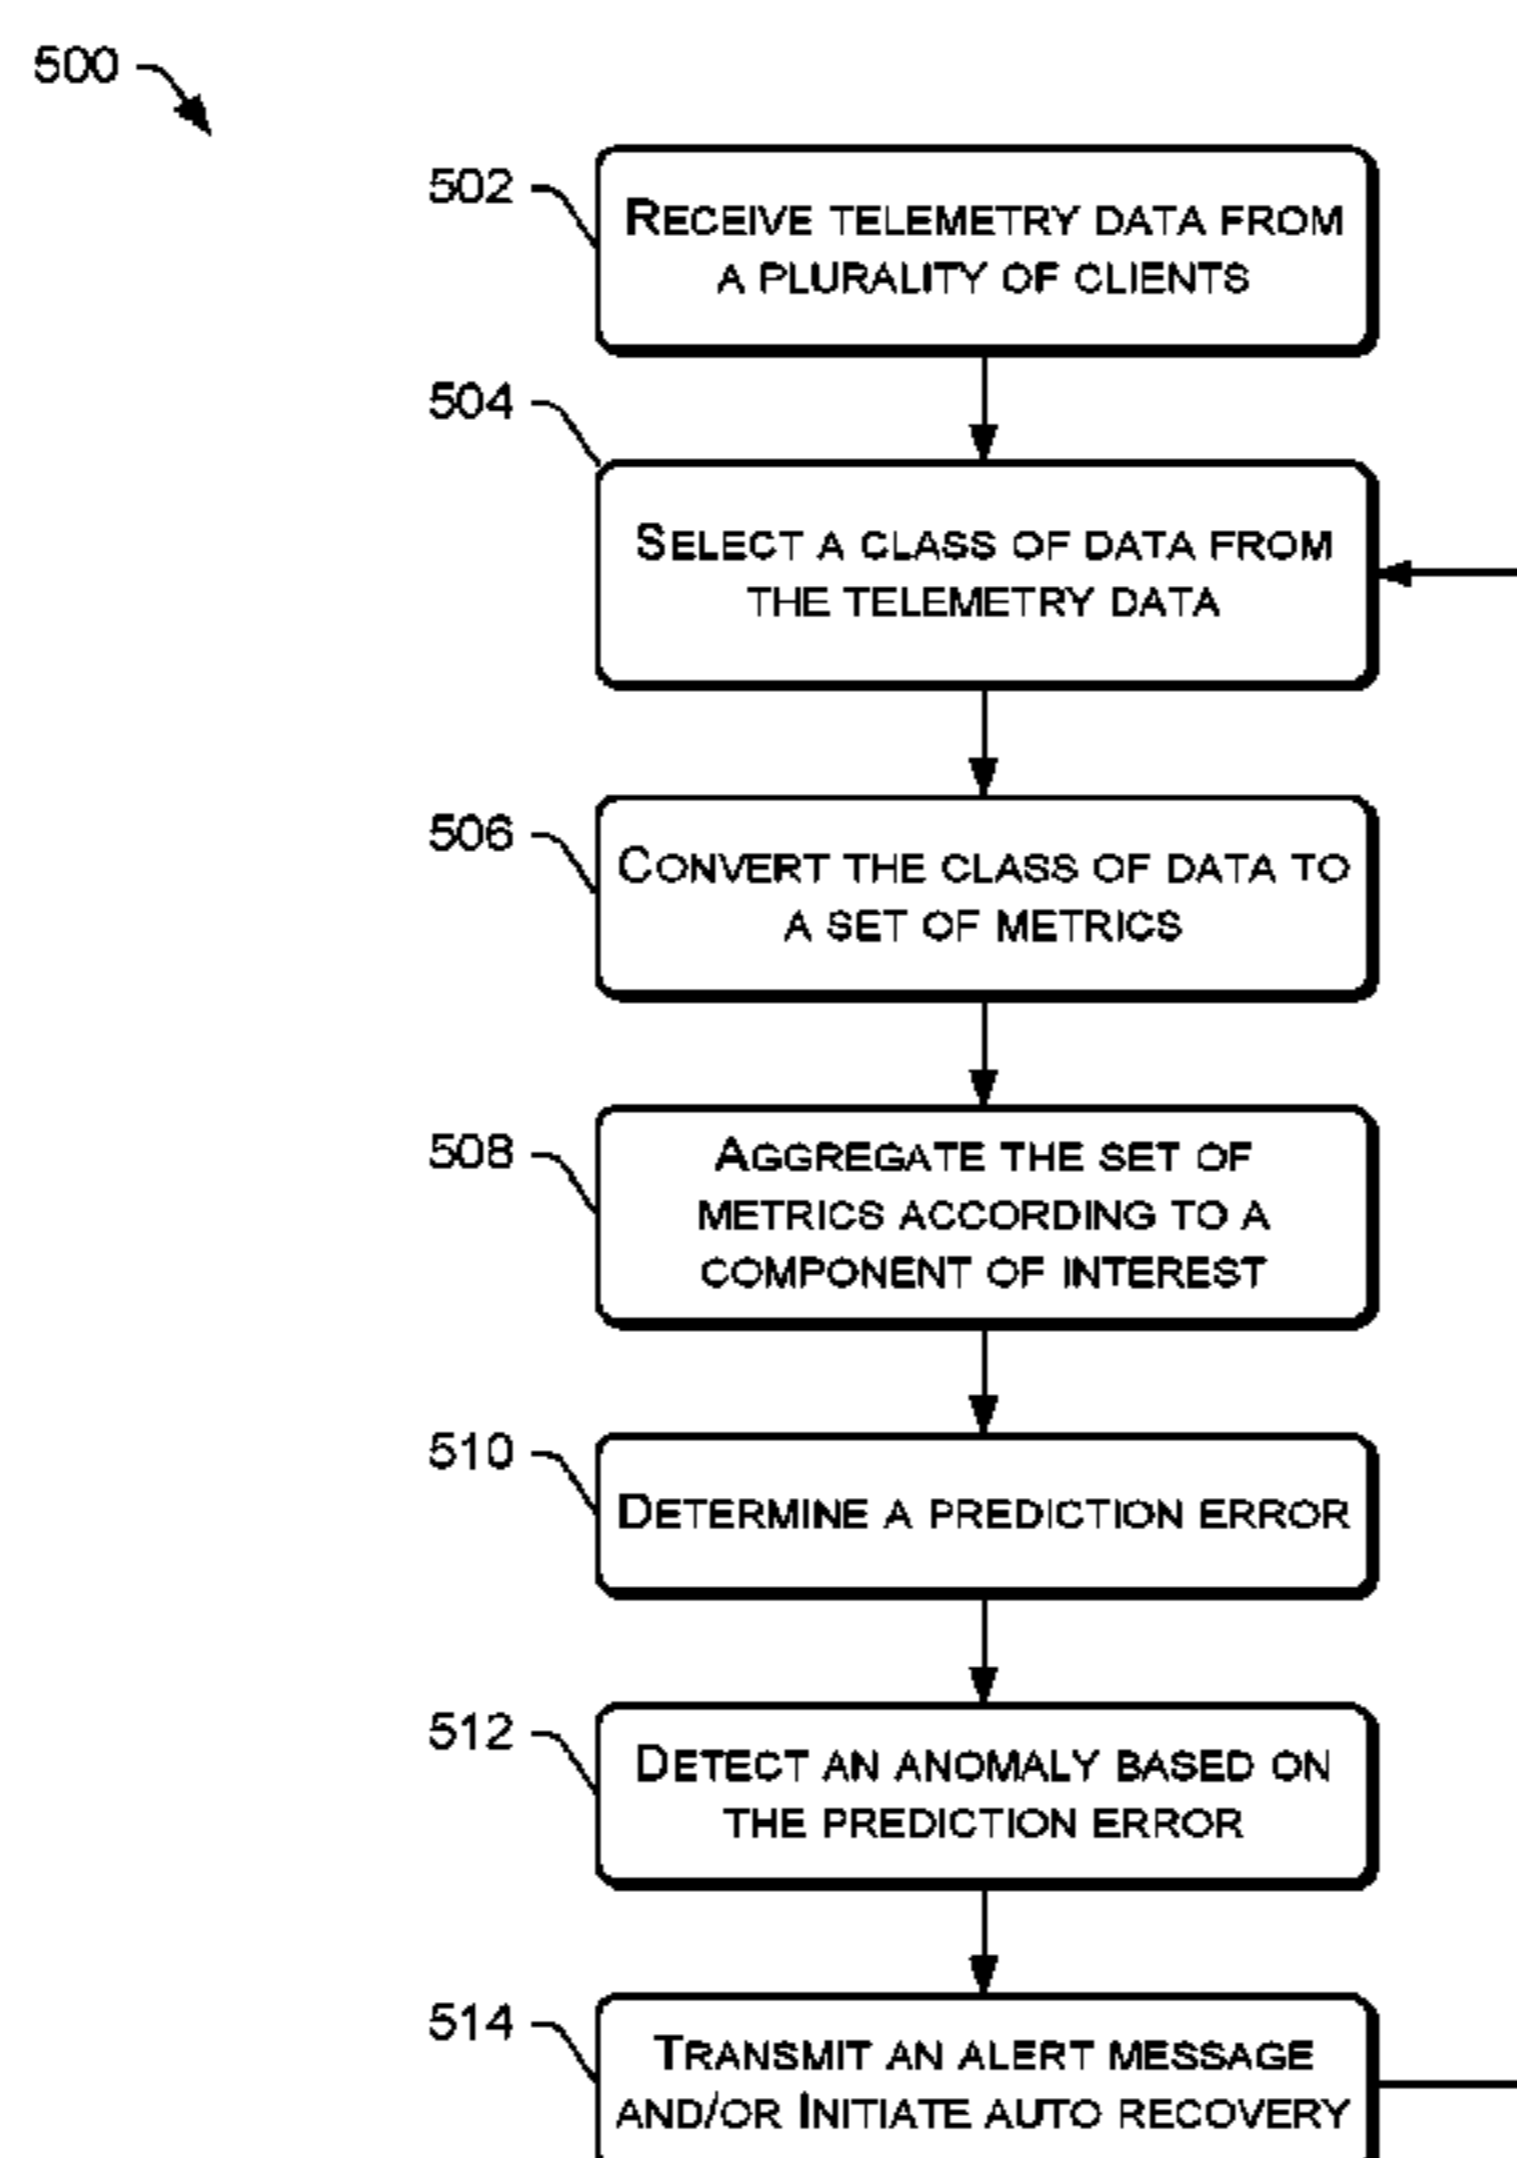 500
502
RECEIVE TELEMETRY DATA FROM
A PLURALITY OF CLIENTS
504
SELECT A CLASS OF DATA FROM
THE TELEMETRY DATA
506
CONVERT THE CLASS OF DATA TO
A SET OF METRICS
508
AGGREGATE THE SET OF
METRICS ACCORDING TO A
COMPONENT OF INTEREST
510
DETERMINE A PREDICTION ERROR
512
DETECT AN ANOMALY BASED ON
THE PREDICTION ERROR
514
TRANSMIT AN ALERT MESSAGE
AND/OR INITIATE AUTO RECOVERY